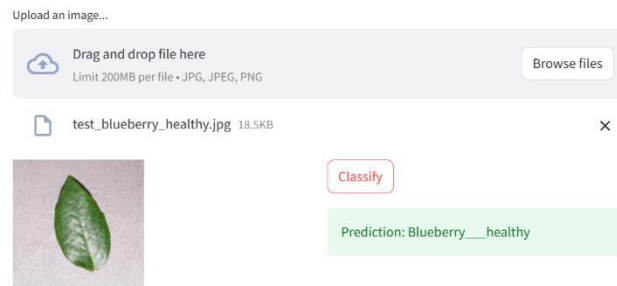 Upload an image...
Drag and drop file here
Limit 200MB per file • JPG, JPEG, PNG
Browse files
test_blueberry_healthy.jpg 18.5KB
Classify
Prediction: Blueberry___healthy